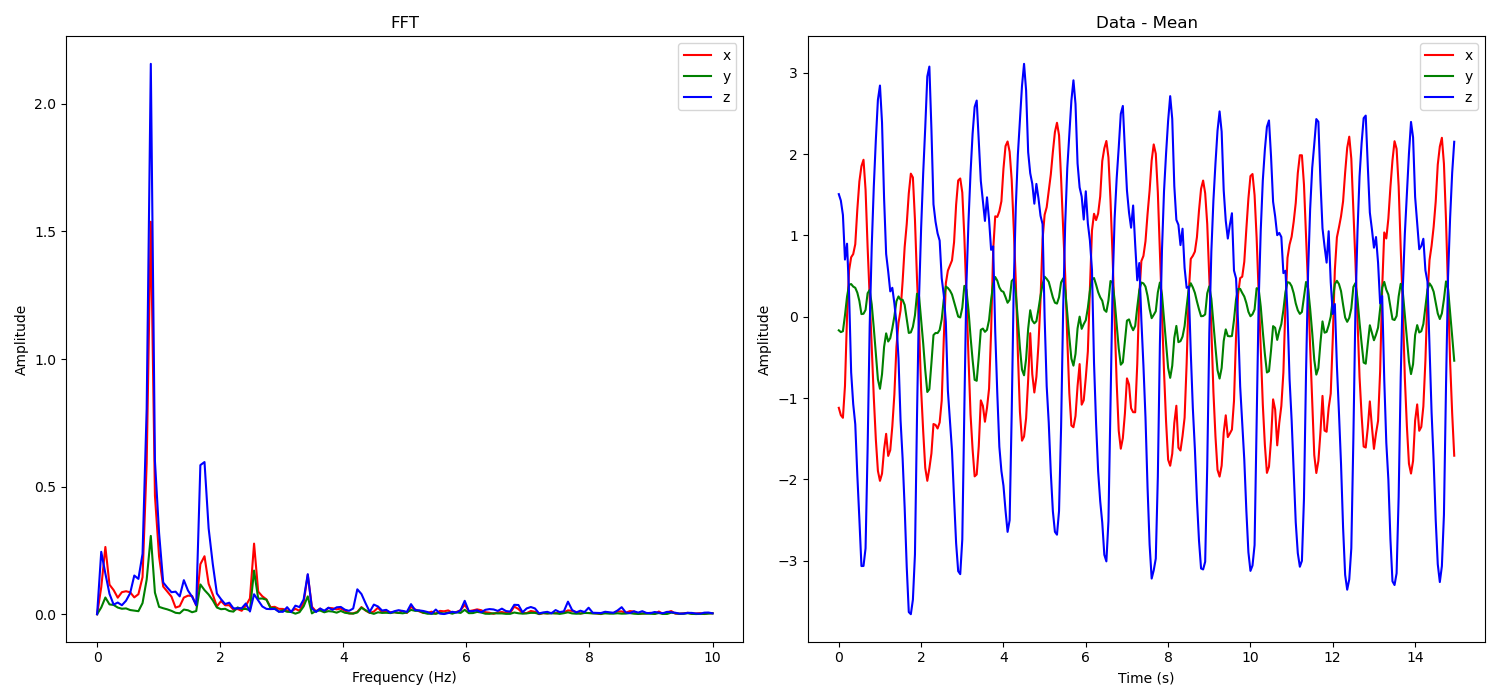 FFT
x
y
z
2.0
1.5
1.0
0.5
0.0
Amplitude
0 2 4 6 8 10
Frequency (Hz)
Data - Mean
x
y
z
3
2
1
0
−1
−2
−3
Amplitude
0 2 4 6 8 10 12 14
Time (s)